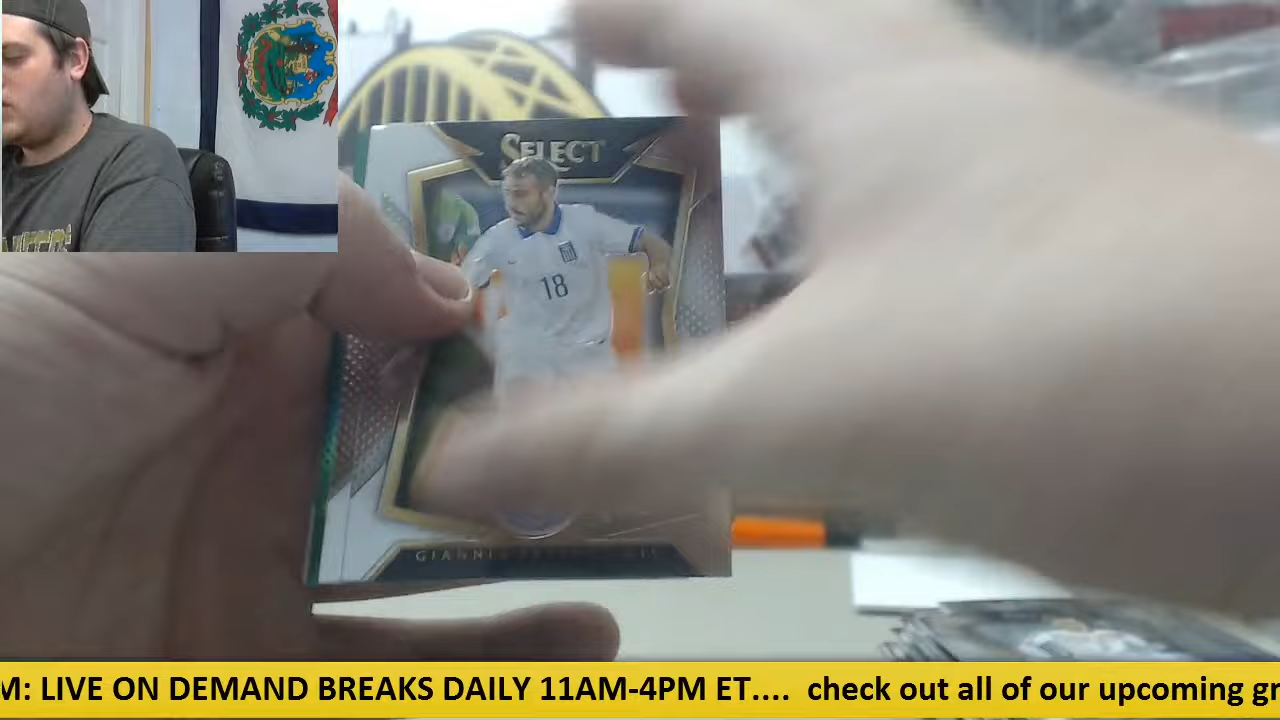 SELECT
18
M: LIVE ON DEMAND BREAKS DAILY 11AM-4PM ET.... check out all of our upcoming gr